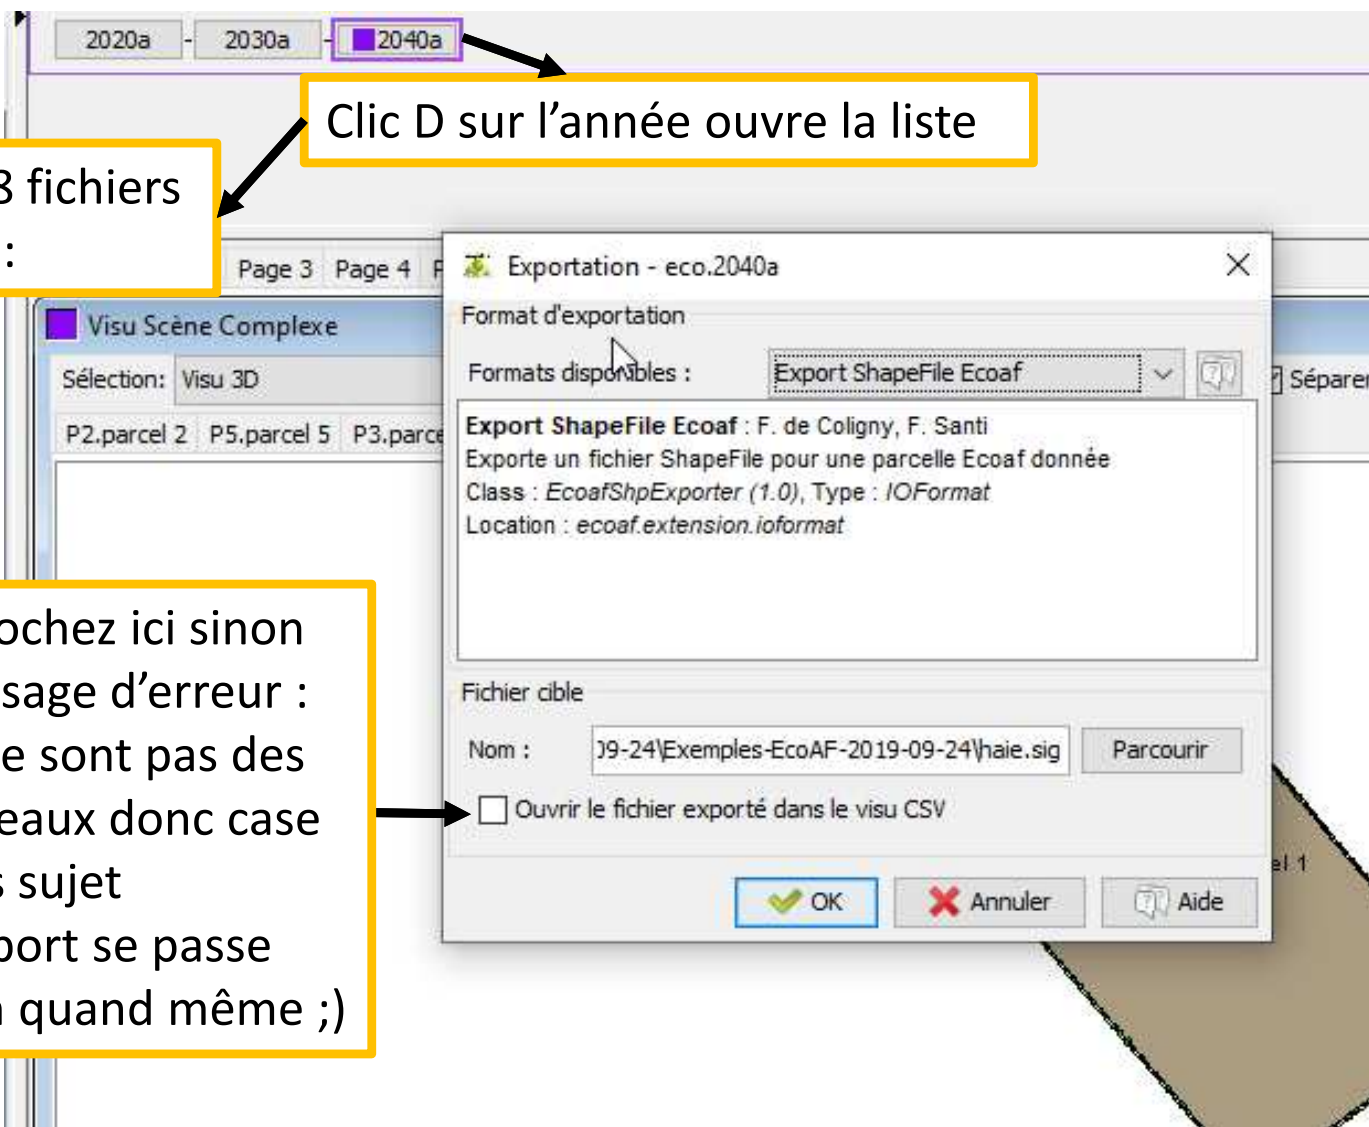 2020a - 2030a - 2040a
Clic D sur l'année ouvre la liste
8 fichiers
:
Page 3 Page 4
Exportation - eco.2040a
Format d'exportation
Visu Scène Complexe
Sélection: Visu 3D
Formats disponibles : Export ShapeFile Ecoaf
Séparer
P2.parcel 2 P5.parcel 5 P3.parce
Export ShapeFile Ecoaf : F. de Coligny, F. Santi
Exporte un fichier ShapeFile pour une parcelle Ecoaf donnée
Class : EcoafShpExporter (1.0), Type : IOFormat
Location : ecoaf.extension.ioformat
ochez ici sinon
sage d'erreur :
e sont pas des
eaux donc case
s sujet
port se passe
n quand même ;)
Fichier cible
Nom : 09-24\Exemples-EcoAF-2019-09-24\haie.sig Parcourir
Ouvrir le fichier exporté dans le visu CSV
el 1
OK Annuler Aide